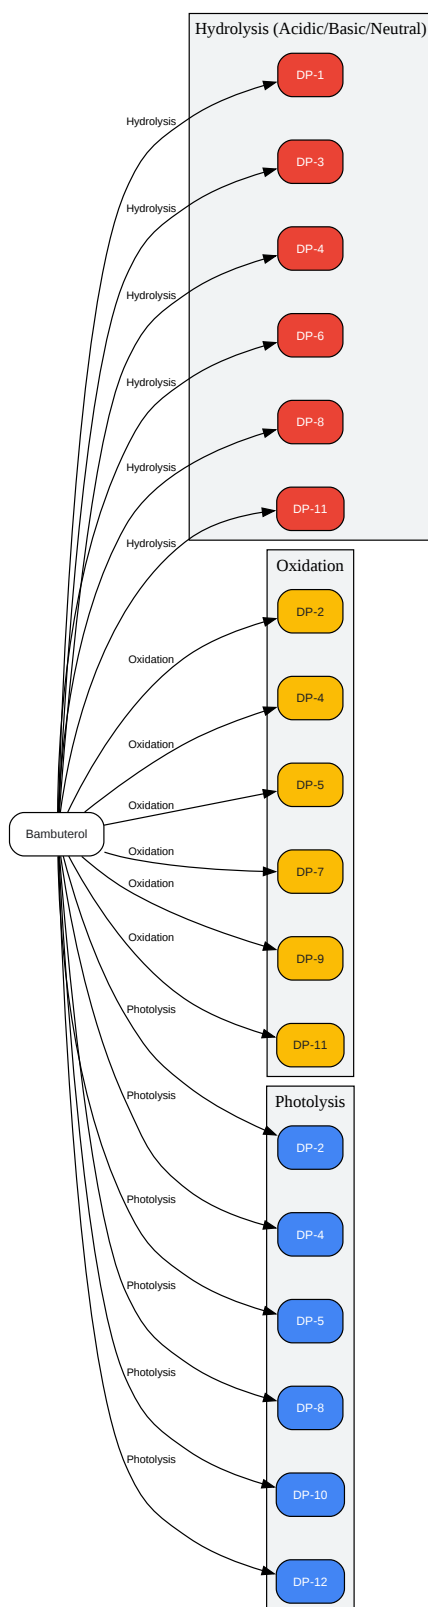 Hydrolysis (Acidic/Basic/Neutral)
DP-1
Hydrolysis
DP-3
Hydrolysis
DP-4
Hydrolysis
DP-6
Hydrolysis
DP-8
Hydrolysis
DP-11
Hydrolysis
Oxidation
DP-2
Oxidation
DP-4
Oxidation
DP-5
Oxidation
Bambuterol
Oxidation
DP-7
Oxidation
Oxidation
DP-9
Photolysis
DP-11
Photolysis
Photolysis
DP-2
Photolysis
DP-4
Photolysis
DP-5
Photolysis
DP-8
Photolysis
DP-10
DP-12